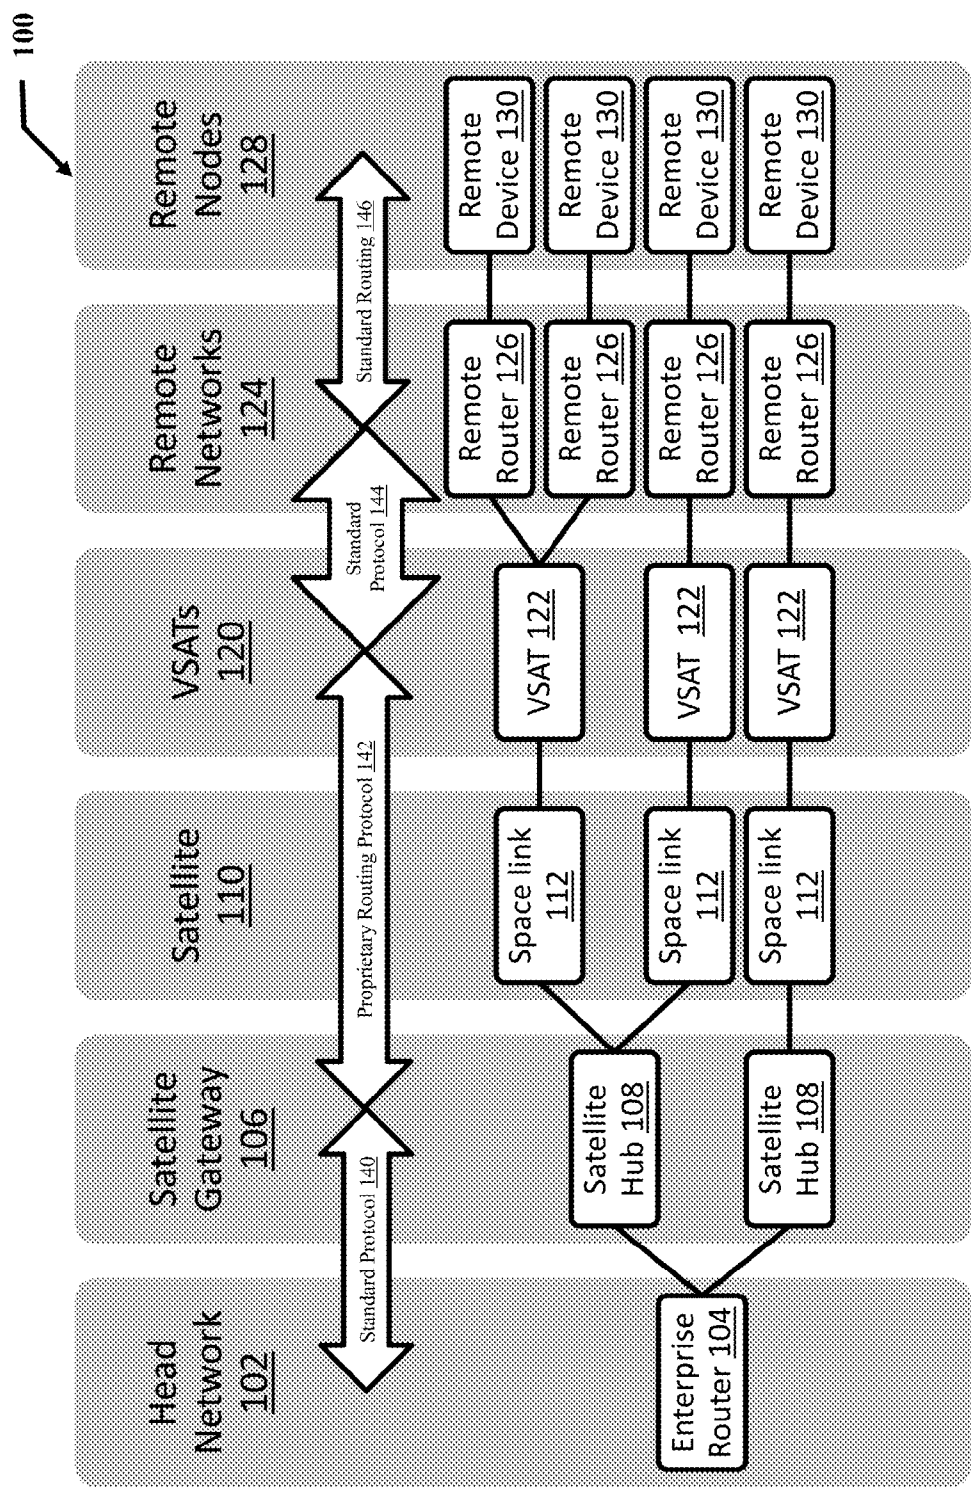 100
Head
Network
102
Satellite
Gateway
106
Satellite
110
VSATs
120
Remote
Networks
124
Remote
Nodes
128
Standard Protocol 140
Proprietary Routing Protocol 142
Standard
Protocol 144
Standard Routing 146
Enterprise
Router 104
Satellite
Hub 108
Satellite
Hub 108
Space link
112
Space link
112
Space link
112
VSAT 122
VSAT 122
VSAT 122
Remote
Router 126
Remote
Router 126
Remote
Router 126
Remote
Router 126
Remote
Device 130
Remote
Device 130
Remote
Device 130
Remote
Device 130